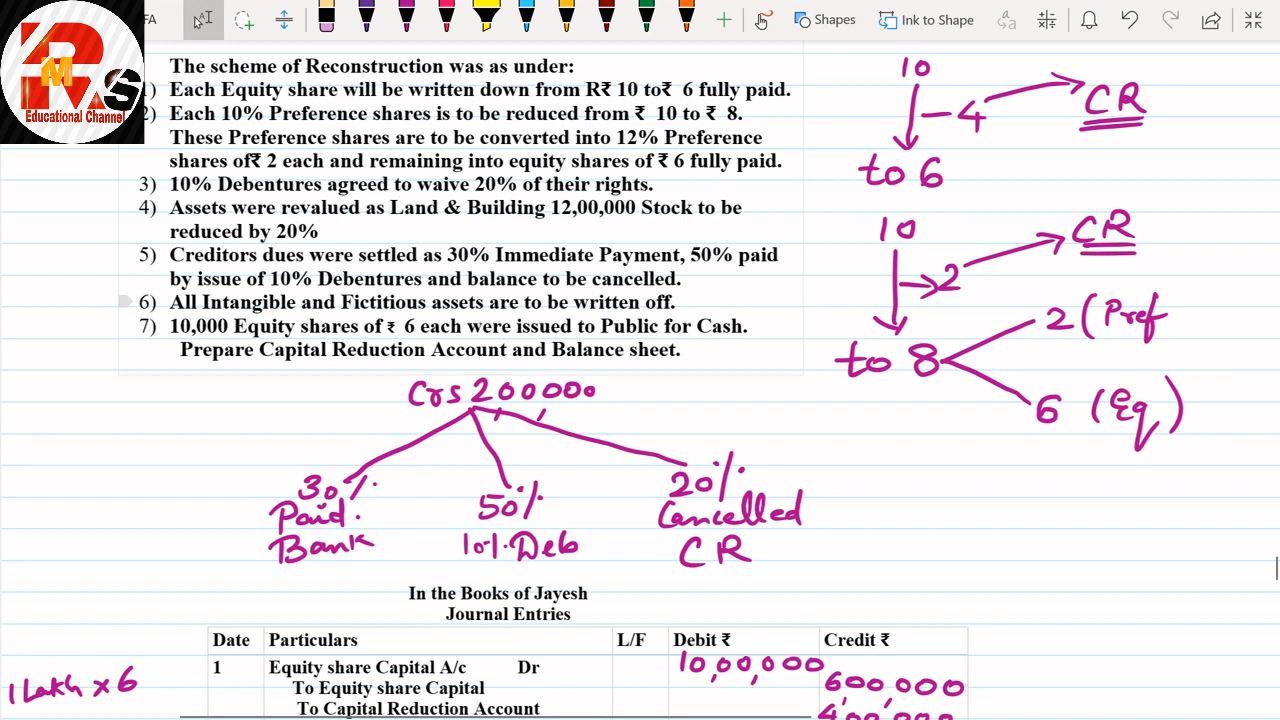 FA
Shapes
Ink to Shape
RMS
Educational Channel
The scheme of Reconstruction was as under:
1) Each Equity share will be written down from R₹ 10 to₹ 6 fully paid.
2) Each 10% Preference shares is to be reduced from ₹ 10 to ₹ 8.
These Preference shares are to be converted into 12% Preference
shares of₹ 2 each and remaining into equity shares of ₹ 6 fully paid.
3) 10% Debentures agreed to waive 20% of their rights.
4) Assets were revalued as Land & Building 12,00,000 Stock to be
reduced by 20%
5) Creditors dues were settled as 30% Immediate Payment, 50% paid
by issue of 10% Debentures and balance to be cancelled.
6) All Intangible and Fictitious assets are to be written off.
7) 10,000 Equity shares of ₹ 6 each were issued to Public for Cash.
Prepare Capital Reduction Account and Balance sheet.
10
4
CR
to 6
10
2
CR
to 8
2 (Pref
6 (Eq)
Crs 200000
30%
Paid.
Bank
50%
10% Deb
20%
Cancelled
CR
In the Books of Jayesh
Journal Entries
Date Particulars L/F Debit ₹ Credit ₹
1 Equity share Capital A/c Dr 10,00,000
1 Lakh x 6
To Equity share Capital 600,000
To Capital Reduction Account 4,00,000